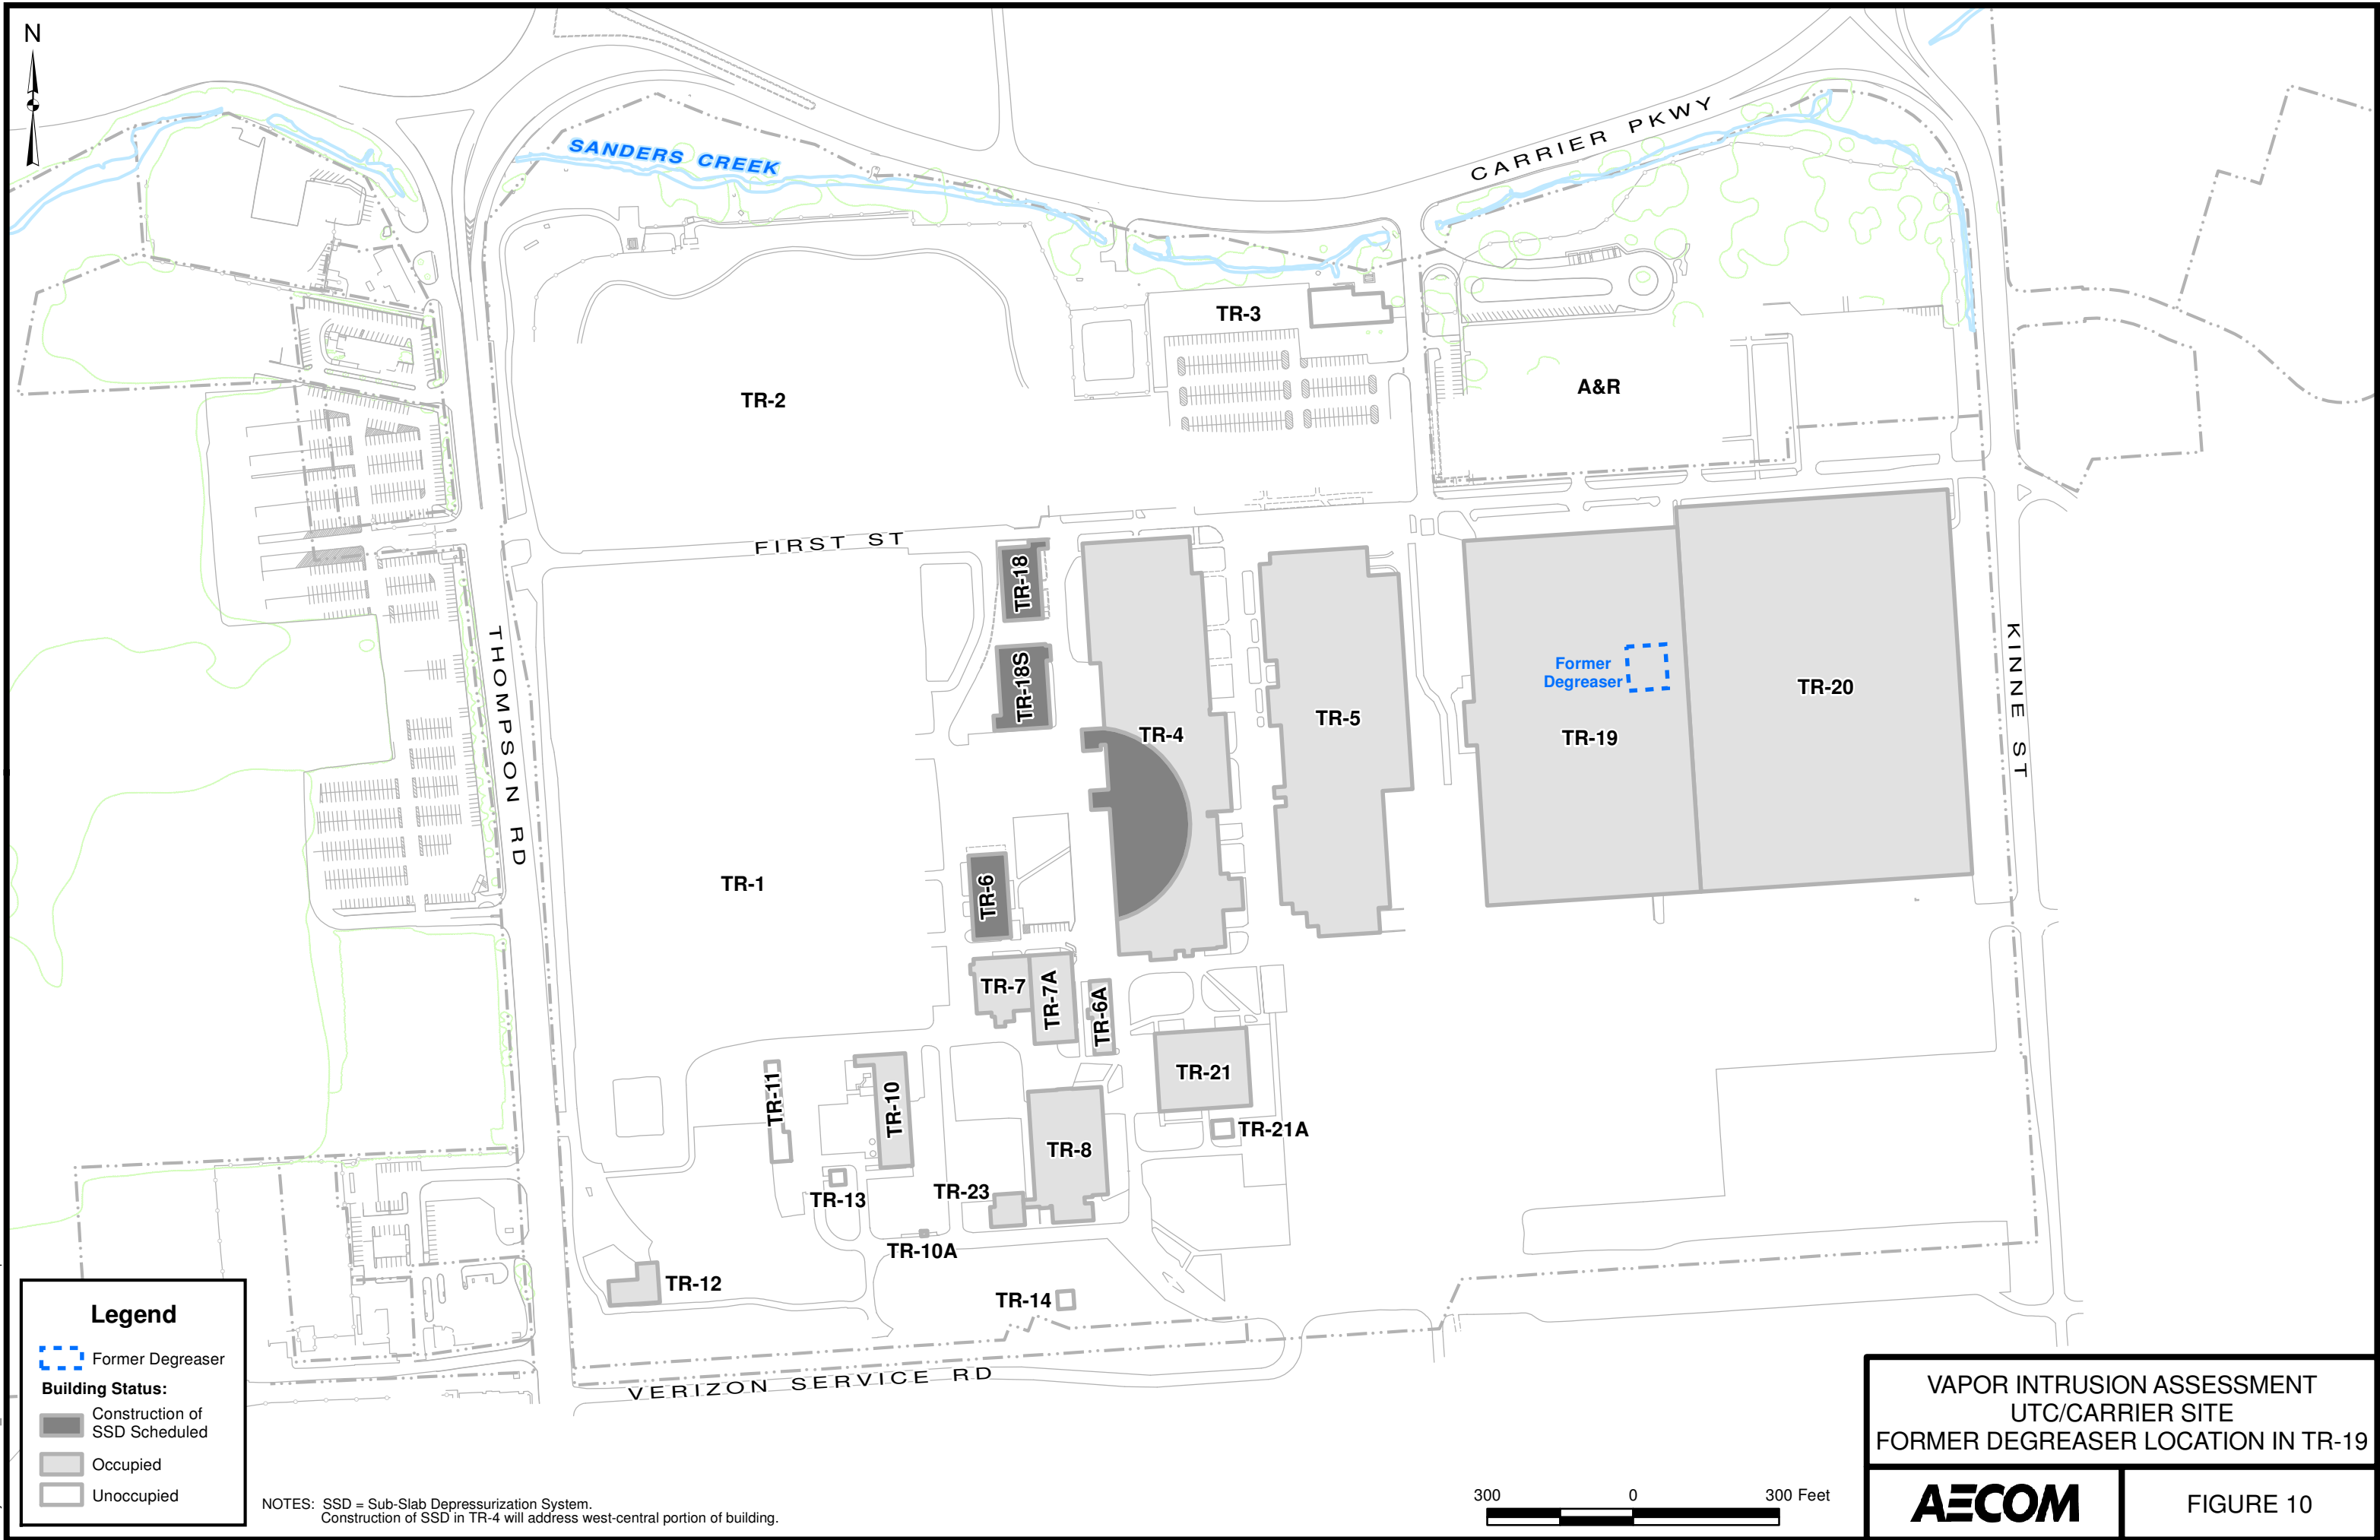 N
SANDERS CREEK
CARRIER PKWY
TR-3
A&R
TR-2
FIRST ST
TR-18
THOMPSON RD
KINNE ST
TR-18S
Former
Degreaser
TR-20
TR-5
TR-4
TR-19
TR-1
TR-6
TR-7
TR-7A
TR-6A
TR-21
TR-11
TR-10
TR-21A
TR-8
TR-13
TR-23
TR-10A
TR-12
TR-14
VERIZON SERVICE RD
Legend
Former Degreaser
Building Status:
Construction of
SSD Scheduled
Occupied
Unoccupied
NOTES: SSD = Sub-Slab Depressurization System.
Construction of SSD in TR-4 will address west-central portion of building.
300 0 300 Feet
VAPOR INTRUSION ASSESSMENT
UTC/CARRIER SITE
FORMER DEGREASER LOCATION IN TR-19
AECOM
FIGURE 10